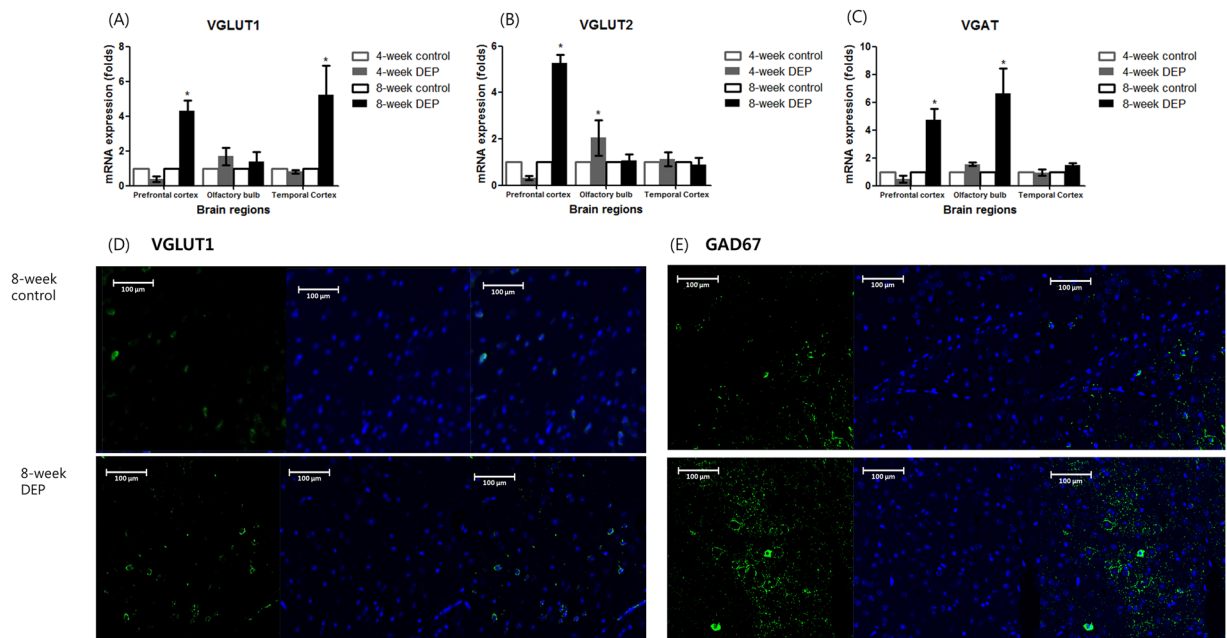 (A)
VGLUT1
mRNA expression (folds)
8
6
4
2
0
*
*
Prefrontal cortex
Olfactory bulb
Temporal Cortex
Brain regions
4-week control
4-week DEP
8-week control
8-week DEP
(B)
VGLUT2
mRNA expression (folds)
6
4
2
0
*
*
Prefrontal cortex
Olfactory bulb
Temporal Cortex
Brain regions
4-week control
4-week DEP
8-week control
8-week DEP
(C)
VGAT
mRNA expression (folds)
10
8
6
4
2
0
*
*
Prefrontal cortex
Olfactory bulb
Temporal Cortex
Brain regions
4-week control
4-week DEP
8-week control
8-week DEP
(D) VGLUT1
8-week
control
100 µm
100 µm
100 µm
8-week
DEP
100 µm
100 µm
100 µm
(E) GAD67
100 µm
100 µm
100 µm
100 µm
100 µm
100 µm